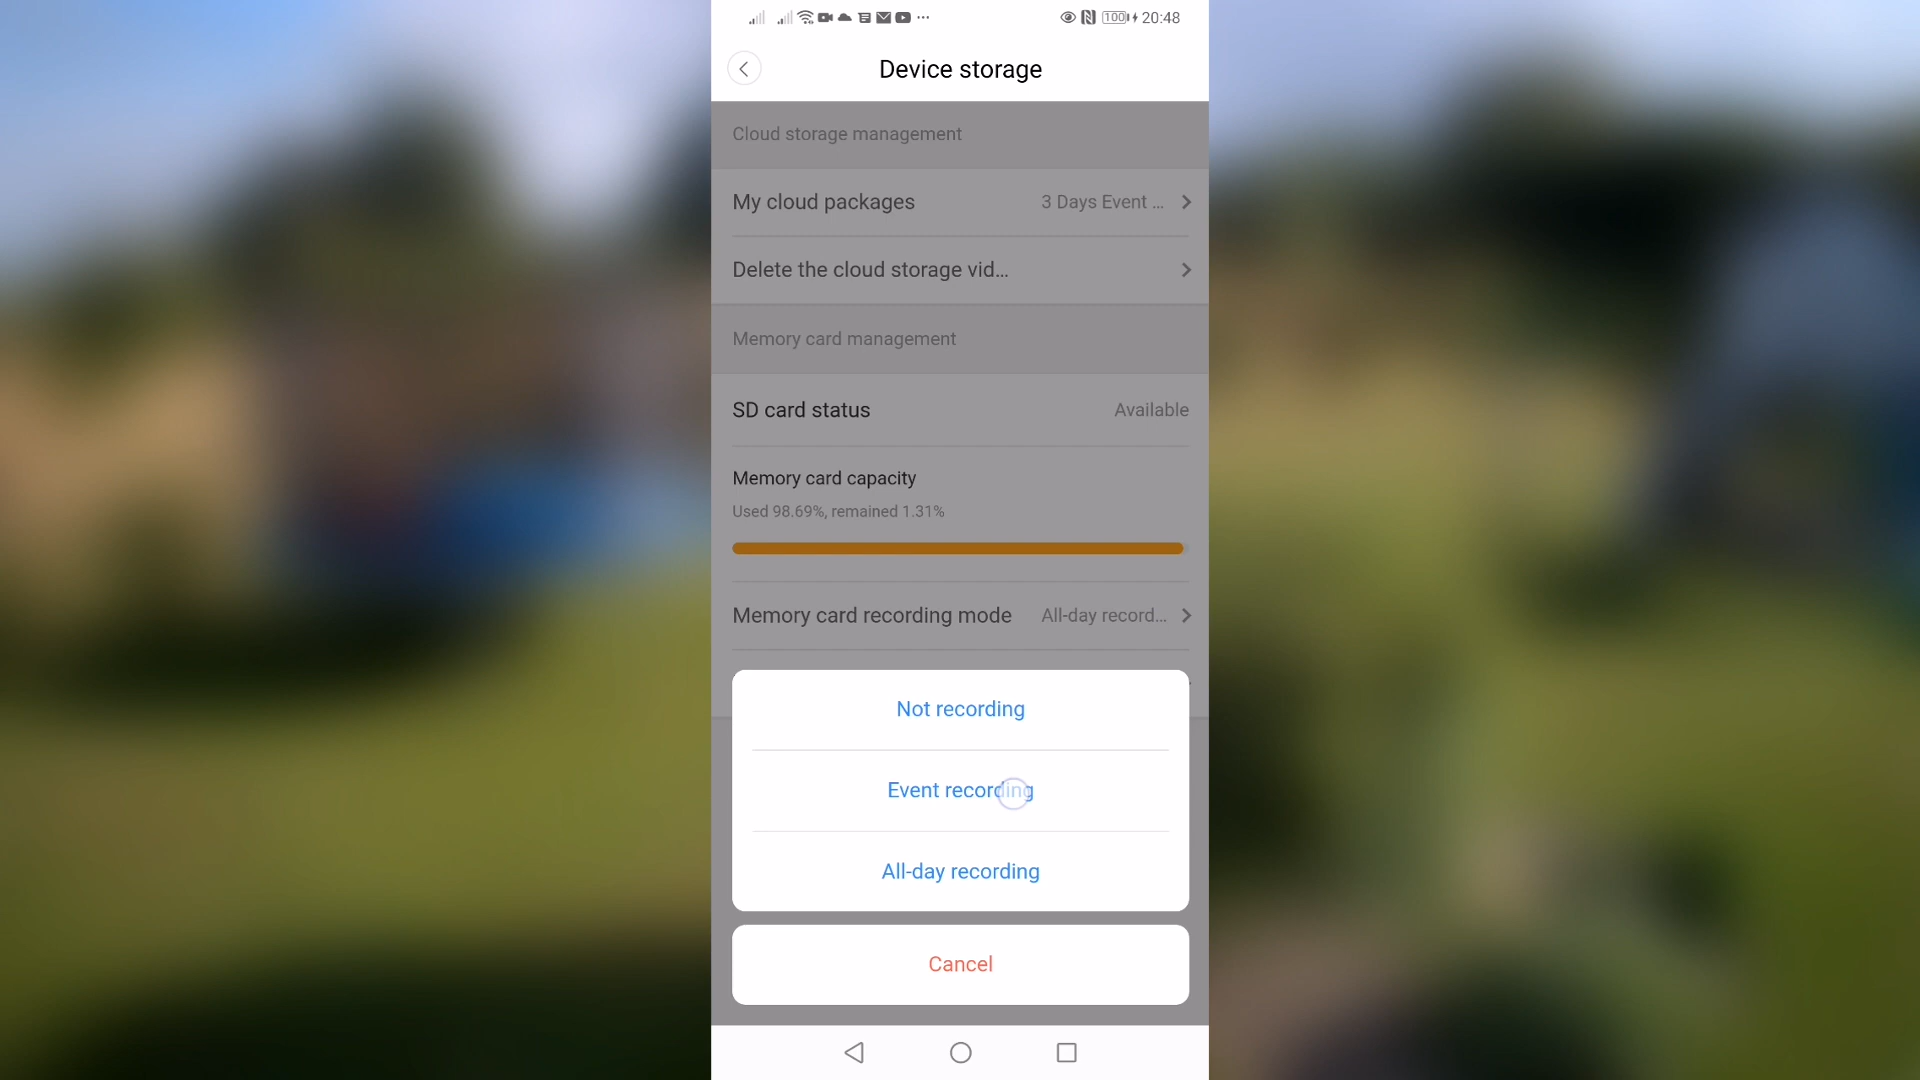 100 20:48
Device storage
Cloud storage management
My cloud packages 3 Days Event ...
Delete the cloud storage vid...
Memory card management
SD card status Available
Memory card capacity
Used 98.69%, remained 1.31%
Memory card recording mode All-day record...
Not recording
Event recording
All-day recording
Cancel